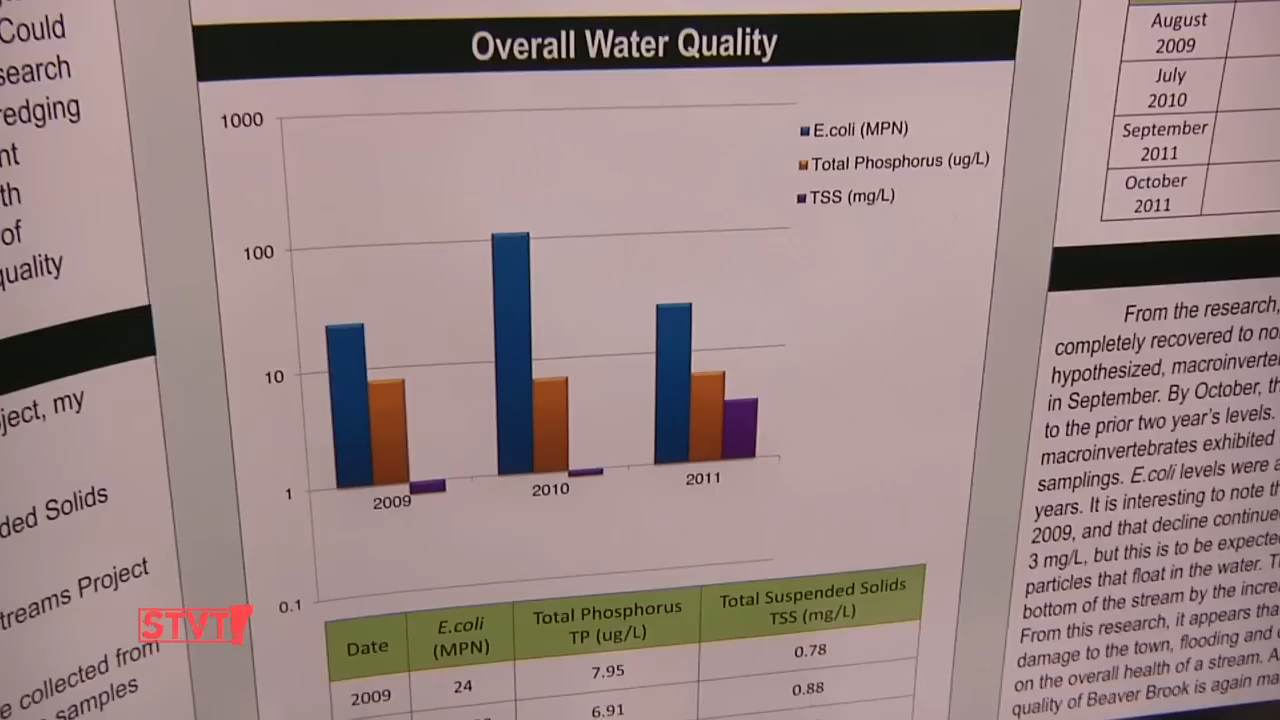 Could
search
redging
nt
th
of
quality
ject, my
ded Solids
treams Project
e collected from
samples
Overall Water Quality
1000
100
10
1
0.1
E.coli (MPN)
Total Phosphorus (ug/L)
TSS (mg/L)
2009
2010
2011
Date
E.coli
(MPN)
Total Phosphorus
TP (ug/L)
Total Suspended Solids
TSS (mg/L)
2009 24 7.95 0.78
6.91 0.88
August
2009
July
2010
September
2011
October
2011
From the research,
completely recovered to no
hypothesized, macroinverte
in September. By October, th
to the prior two year's levels.
macroinvertebrates exhibited
samplings. E.coli levels were a
years. It is interesting to note th
2009, and that decline continue
3 mg/L, but this is to be expecte
particles that float in the water. T
bottom of the stream by the incre
From this research, it appears tha
damage to the town, flooding and
on the overall health of a stream. A
quality of Beaver Brook is again ma
STVT